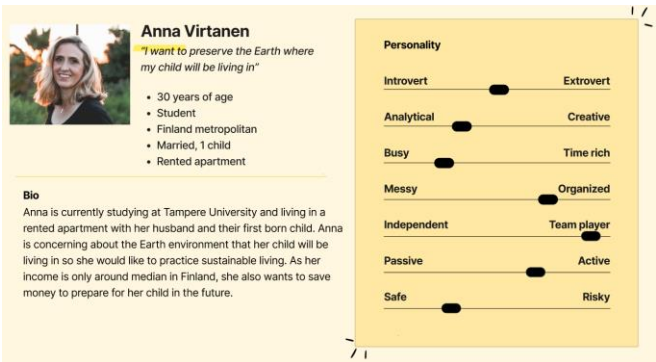 Anna Virtanen
"I want to preserve the Earth where
my child will be living in"
• 30 years of age
• Student
• Finland metropolitan
• Married, 1 child
• Rented apartment
Bio
Anna is currently studying at Tampere University and living in a
rented apartment with her husband and their first born child. Anna
is concerning about the Earth environment that her child will be
living in so she would like to practice sustainable living. As her
income is only around median in Finland, she also wants to save
money to prepare for her child in the future.
Personality
Introvert Extrovert
Analytical Creative
Busy Time rich
Messy Organized
Independent Team player
Passive Active
Safe Risky